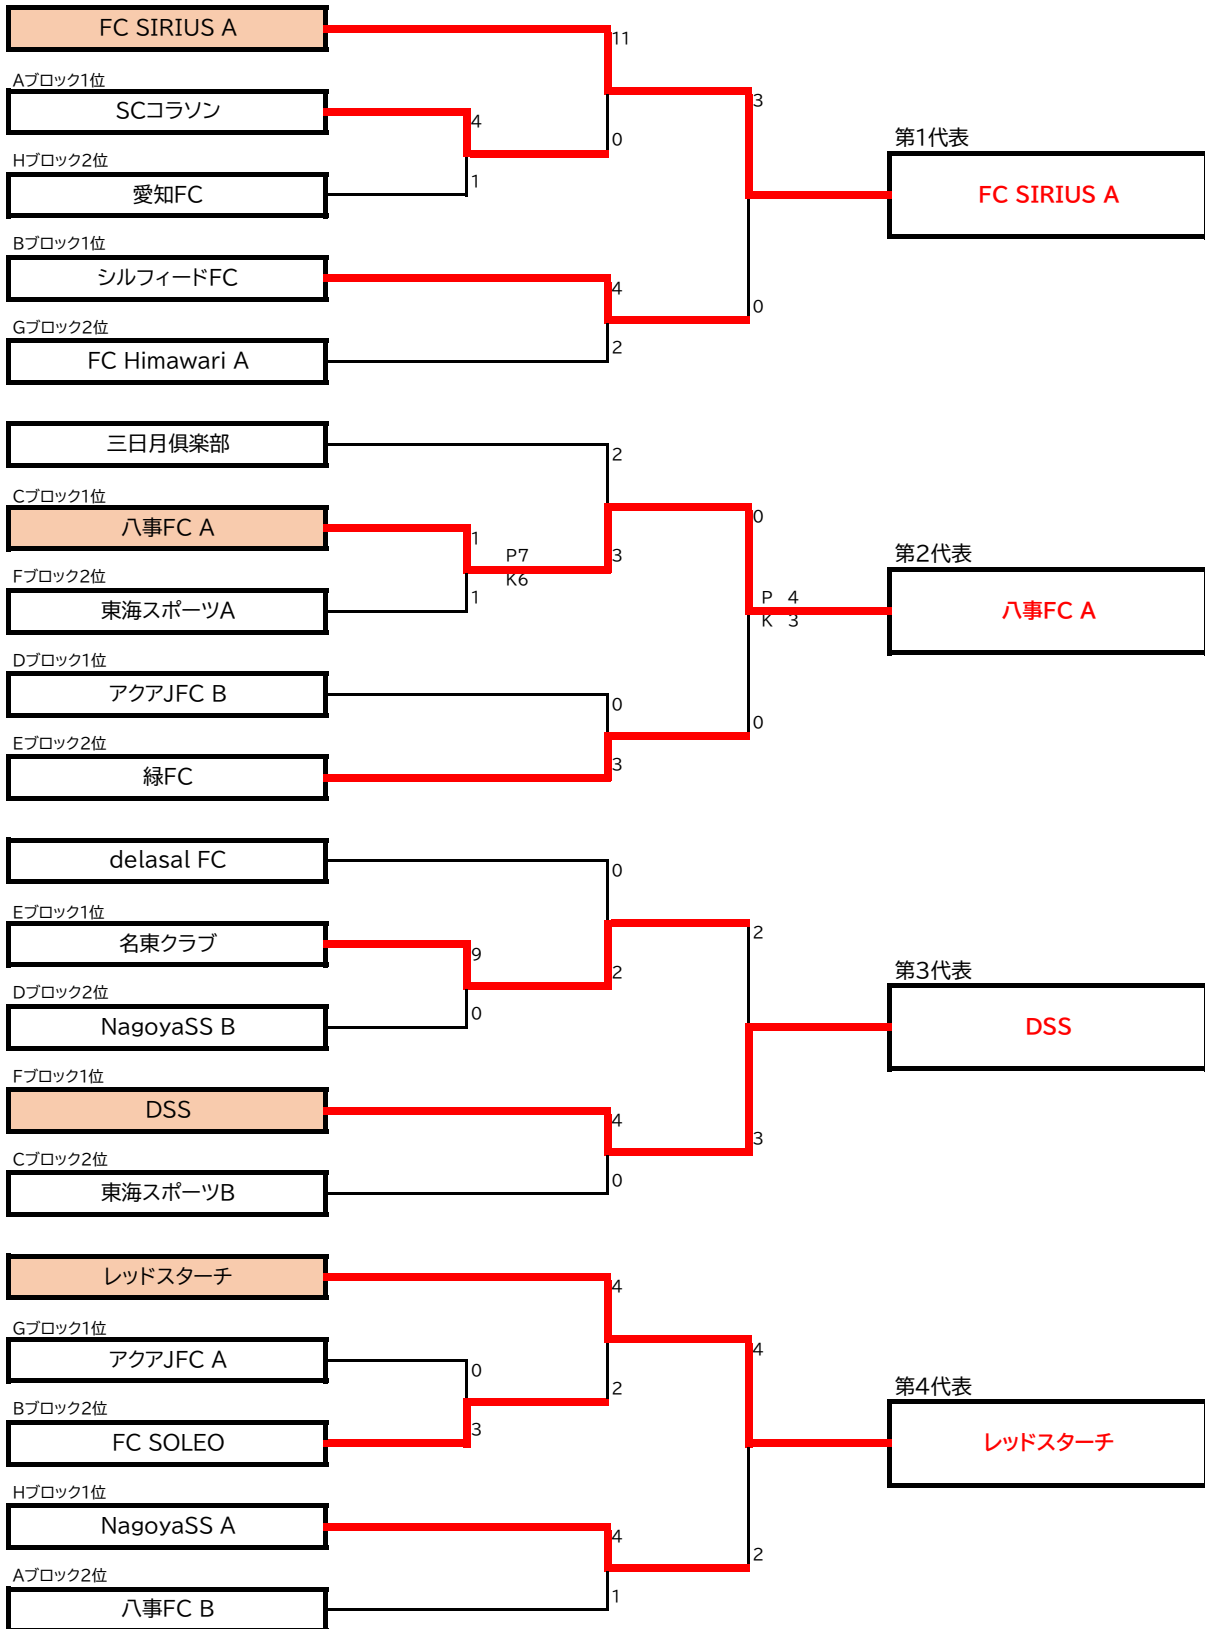 FC SIRIUS A
11
Aブロック1位
3
SCコラソン
4
第1代表
0
Hブロック2位
1
愛知FC
FC SIRIUS A
Bブロック1位
シルフィードFC
4
0
Gブロック2位
2
FC Himawari A
三日月倶楽部
2
Cブロック1位
0
八事FC A
1
P7
3
第2代表
Fブロック2位
K6
1
P 4
東海スポーツA
K 3
八事FC A
Dブロック1位
アクアJFC B
0
0
Eブロック2位
3
緑FC
delasal FC
0
Eブロック1位
2
名東クラブ
9
2
第3代表
Dブロック2位
0
NagoyaSS B
DSS
Fブロック1位
DSS
4
3
Cブロック2位
0
東海スポーツB
レッドスターチ
4
Gブロック1位
4
アクアJFC A
0
2
第4代表
Bブロック2位
3
FC SOLEO
レッドスターチ
Hブロック1位
NagoyaSS A
4
2
Aブロック2位
1
八事FC B